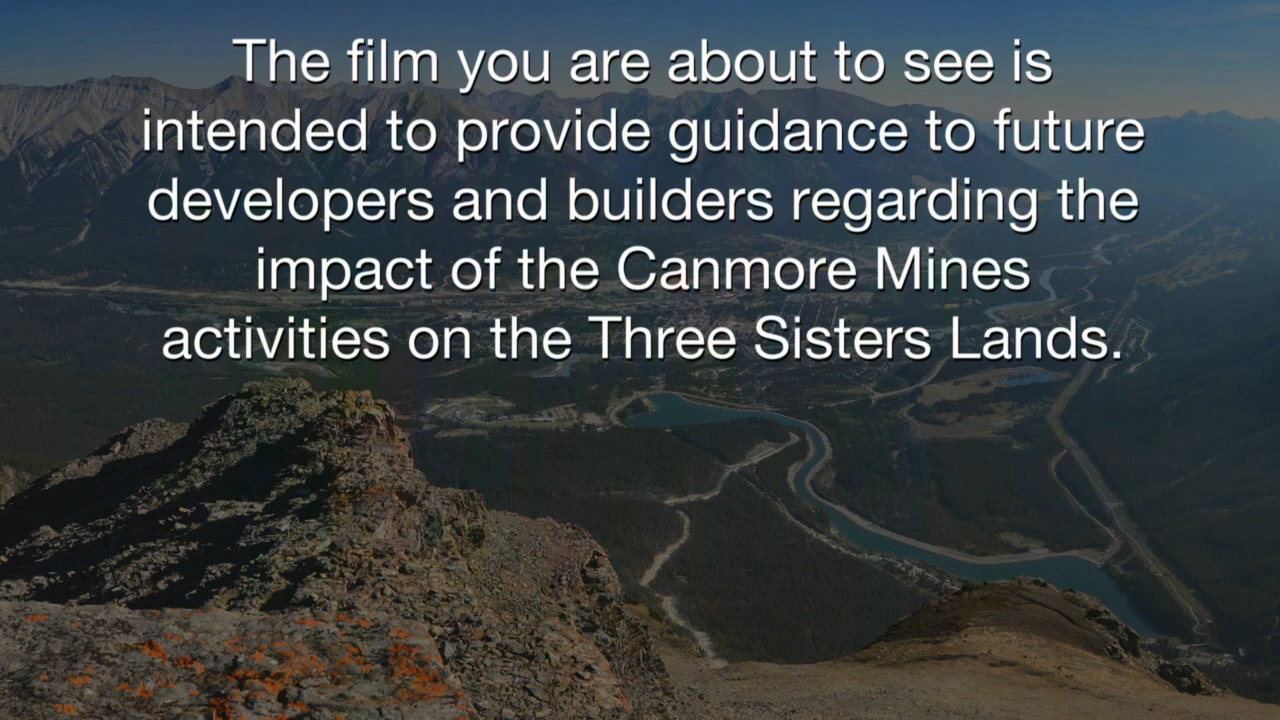 The film you are about to see is
intended to provide guidance to future
developers and builders regarding the
impact of the Canmore Mines
activities on the Three Sisters Lands.